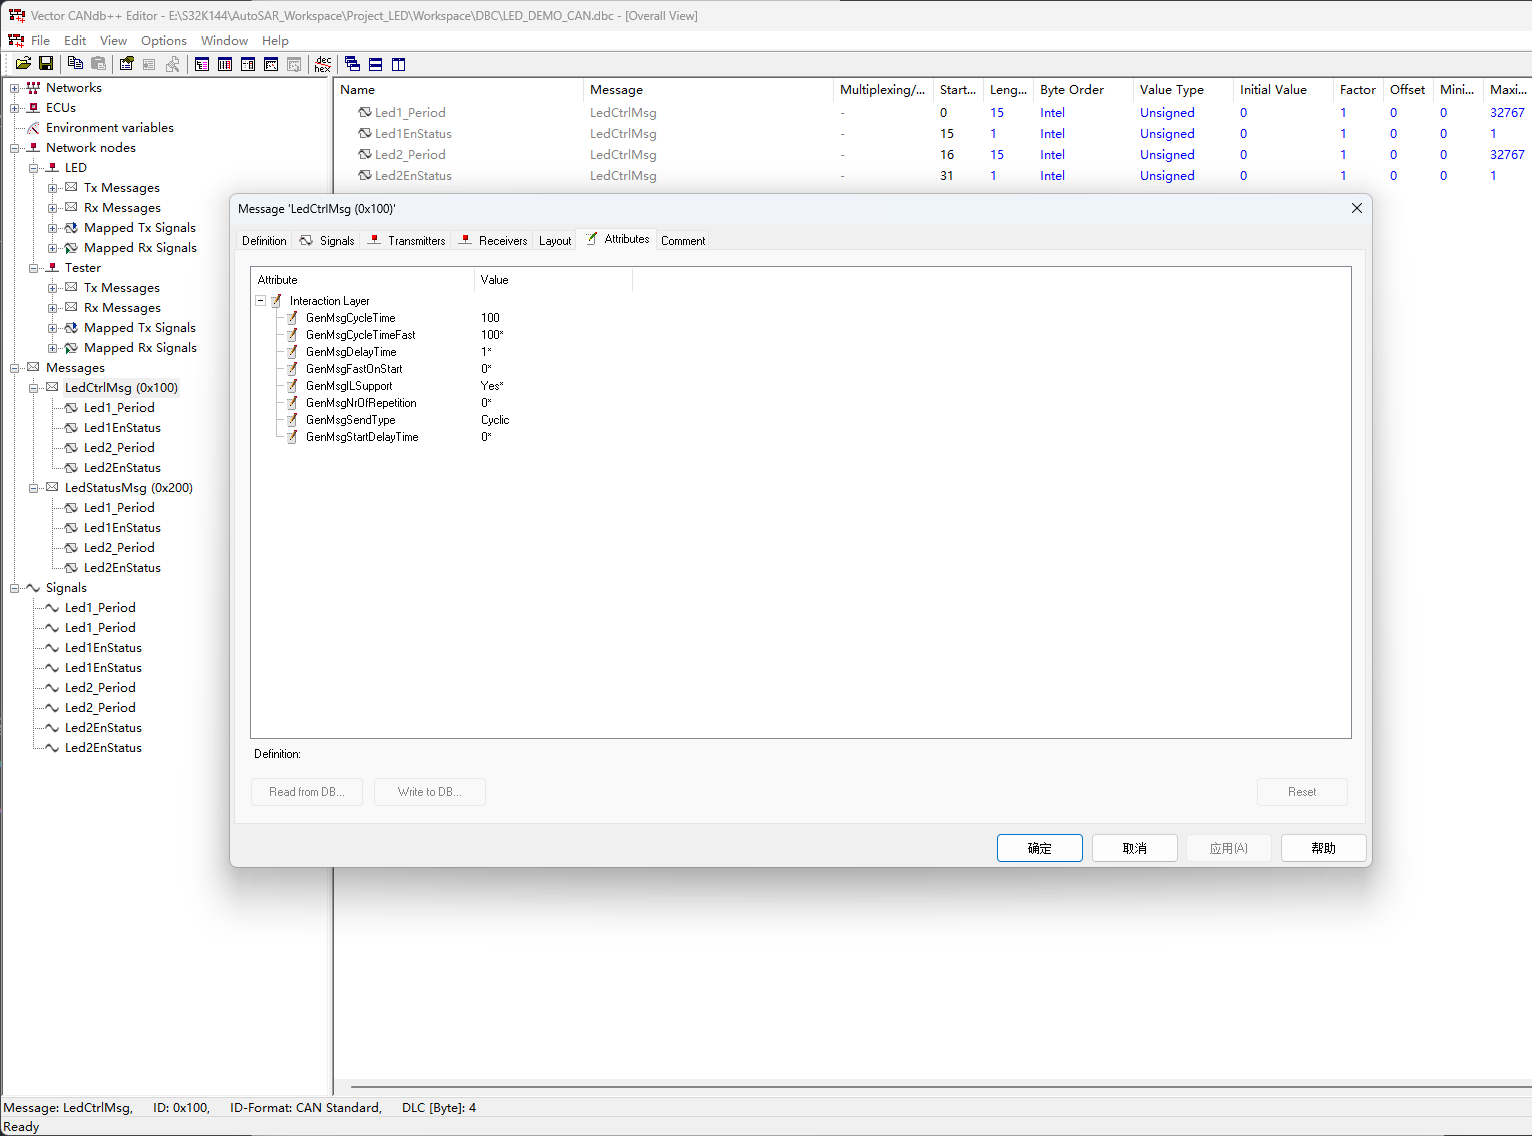 Vector CANdb++ Editor - E:\S32K144\AutoSAR_Workspace\Project_LED\Workspace\DBC\LED_DEMO_CAN.dbc - [Overall View]
File Edit View Options Window Help
dec
hex
Networks
ECUs
Environment variables
Network nodes
LED
Tx Messages
Rx Messages
Mapped Tx Signals
Mapped Rx Signals
Tester
Tx Messages
Rx Messages
Mapped Tx Signals
Mapped Rx Signals
Messages
LedCtrlMsg (0x100)
Led1_Period
Led1EnStatus
Led2_Period
Led2EnStatus
LedStatusMsg (0x200)
Led1_Period
Led1EnStatus
Led2_Period
Led2EnStatus
Signals
Led1_Period
Led1_Period
Led1EnStatus
Led1EnStatus
Led2_Period
Led2_Period
Led2EnStatus
Led2EnStatus
Name Message Multiplexing/... Start... Leng... Byte Order Value Type Initial Value Factor Offset Mini... Maxi...
Led1_Period LedCtrlMsg - 0 15 Intel Unsigned 0 1 0 0 32767
Led1EnStatus LedCtrlMsg - 15 1 Intel Unsigned 0 1 0 0 1
Led2_Period LedCtrlMsg - 16 15 Intel Unsigned 0 1 0 0 32767
Led2EnStatus LedCtrlMsg - 31 1 Intel Unsigned 0 1 0 0 1
Message 'LedCtrlMsg (0x100)'
Definition Signals Transmitters Receivers Layout Attributes Comment
Attribute Value
Interaction Layer
GenMsgCycleTime 100
GenMsgCycleTimeFast 100*
GenMsgDelayTime 1*
GenMsgFastOnStart 0*
GenMsgILSupport Yes*
GenMsgNrOfRepetition 0*
GenMsgSendType Cyclic
GenMsgStartDelayTime 0*
Definition:
Read from DB... Write to DB... Reset
确定 取消 应用(A) 帮助
Message: LedCtrlMsg, ID: 0x100, ID-Format: CAN Standard, DLC [Byte]: 4
Ready